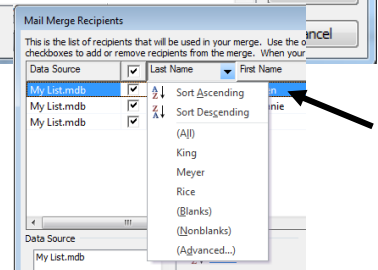 Mail Merge Recipients
ancel
This is the list of recipients that will be used in your merge. Use the o
checkboxes to add or remove recipients from the merge. When your
Data Source Last Name First Name
My List.mdb en
My List.mdb nie
My List.mdb
Sort Ascending
Sort Descending
(All)
King
Meyer
Rice
(Blanks)
(Nonblanks)
(Advanced...)
Data Source
My List.mdb